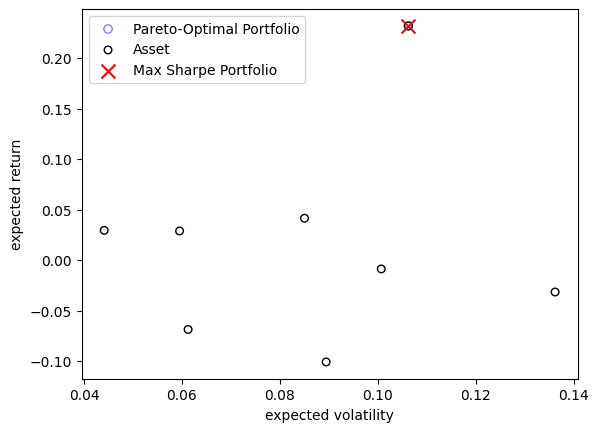 Pareto-Optimal Portfolio
Asset
Max Sharpe Portfolio
expected return
0.20
0.15
0.10
0.05
0.00
−0.05
−0.10
0.04 0.06 0.08 0.10 0.12 0.14
expected volatility